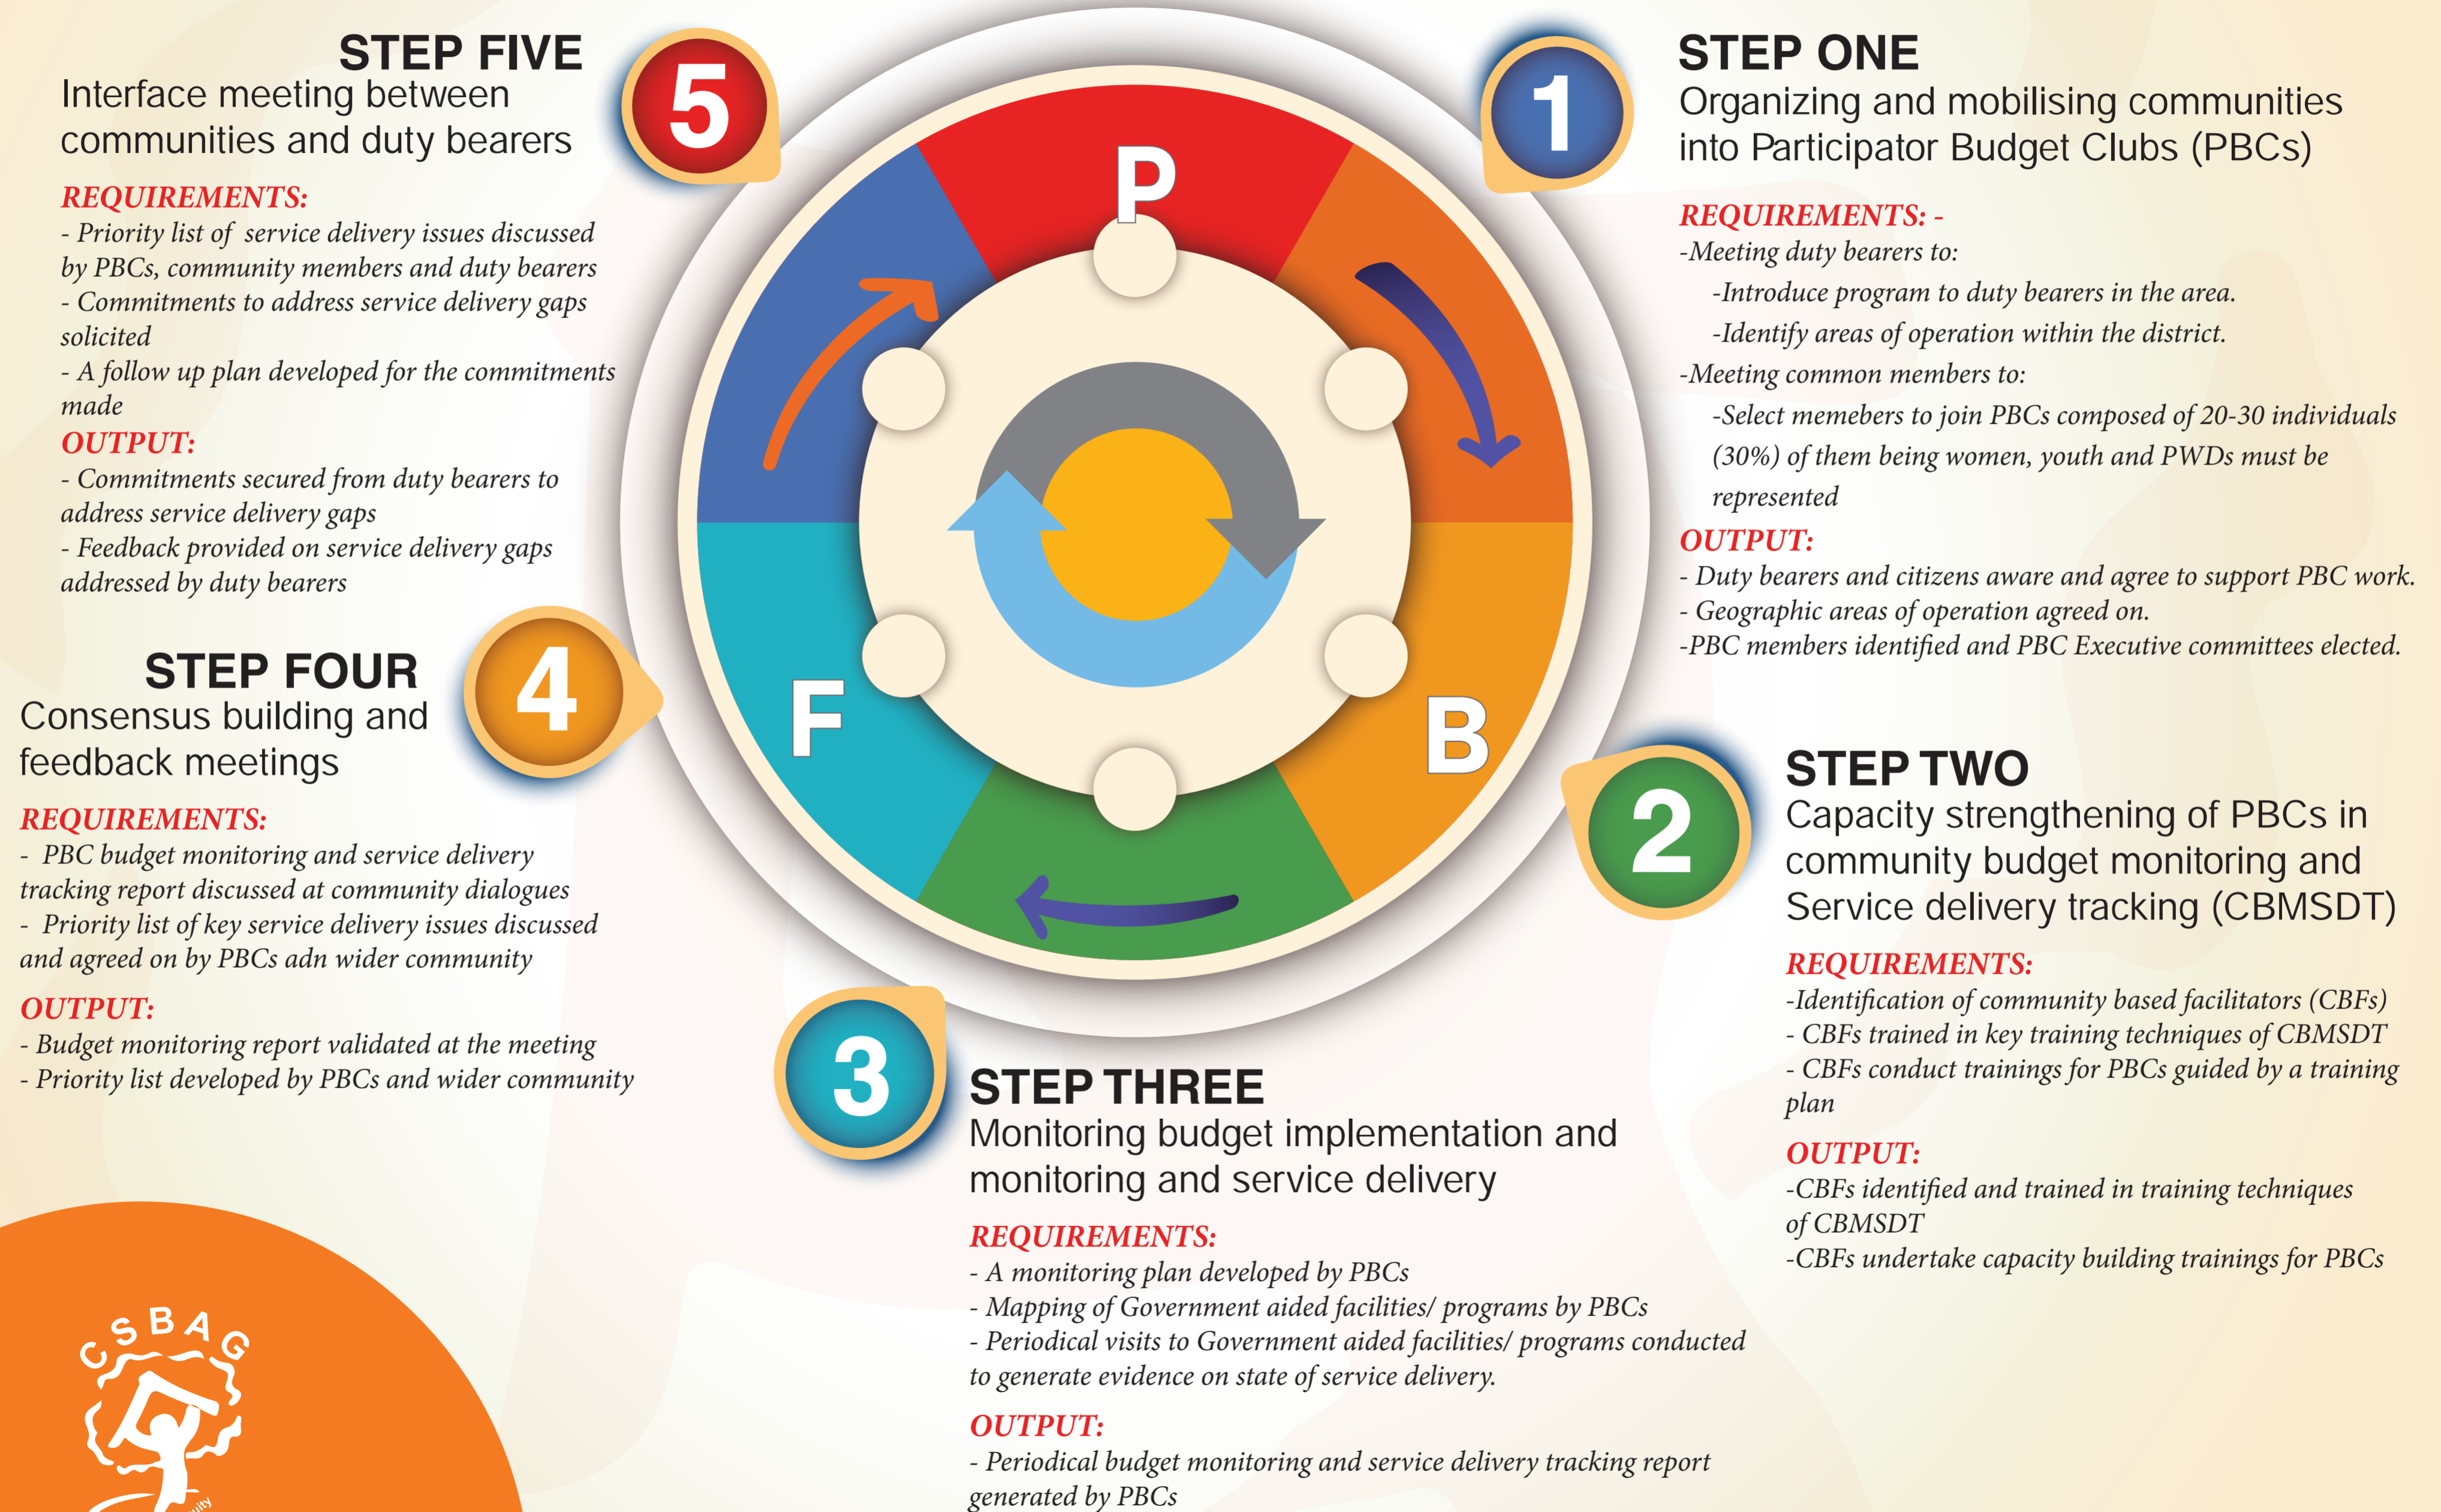 STEP FIVE
Interface meeting between
communities and duty bearers
REQUIREMENTS:
- Priority list of service delivery issues discussed
by PBCs, community members and duty bearers
- Commitments to address service delivery gaps
solicited
- A follow up plan developed for the commitments
made
OUTPUT:
- Commitments secured from duty bearers to
address service delivery gaps
- Feedback provided on service delivery gaps
addressed by duty bearers
5
1
STEP ONE
Organizing and mobilising communities
into Participator Budget Clubs (PBCs)
REQUIREMENTS: -
-Meeting duty bearers to:
-Introduce program to duty bearers in the area.
-Identify areas of operation within the district.
-Meeting common members to:
-Select memebers to join PBCs composed of 20-30 individuals
(30%) of them being women, youth and PWDs must be
represented
OUTPUT:
- Duty bearers and citizens aware and agree to support PBC work.
- Geographic areas of operation agreed on.
-PBC members identified and PBC Executive committees elected.
P
B
F
STEP FOUR
Consensus building and
feedback meetings
4
REQUIREMENTS:
- PBC budget monitoring and service delivery
tracking report discussed at community dialogues
- Priority list of key service delivery issues discussed
and agreed on by PBCs adn wider community
OUTPUT:
- Budget monitoring report validated at the meeting
- Priority list developed by PBCs and wider community
2
STEP TWO
Capacity strengthening of PBCs in
community budget monitoring and
Service delivery tracking (CBMSDT)
REQUIREMENTS:
-Identification of community based facilitators (CBFs)
- CBFs trained in key training techniques of CBMSDT
- CBFs conduct trainings for PBCs guided by a training
plan
OUTPUT:
-CBFs identified and trained in training techniques
of CBMSDT
-CBFs undertake capacity building trainings for PBCs
3
STEP THREE
Monitoring budget implementation and
monitoring and service delivery
REQUIREMENTS:
- A monitoring plan developed by PBCs
- Mapping of Government aided facilities/ programs by PBCs
- Periodical visits to Government aided facilities/ programs conducted
to generate evidence on state of service delivery.
OUTPUT:
- Periodical budget monitoring and service delivery tracking report
generated by PBCs
CSBAG